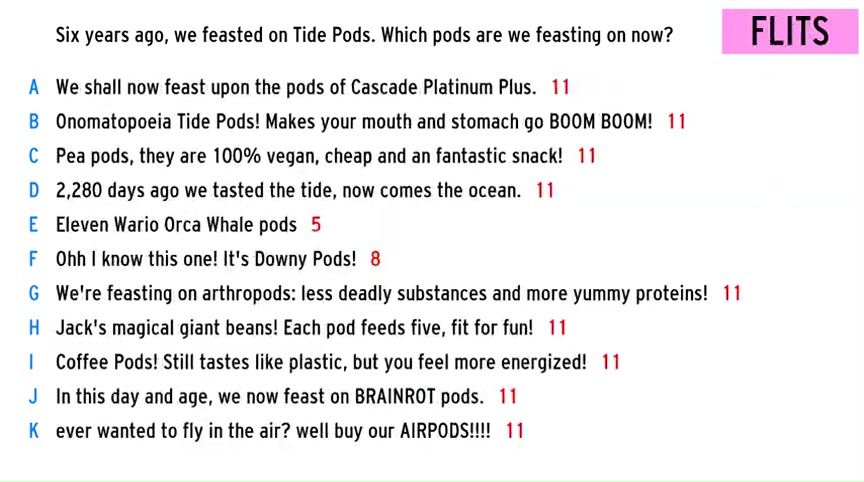 Six years ago, we feasted on Tide Pods. Which pods are we feasting on now?
FLITS
A We shall now feast upon the pods of Cascade Platinum Plus. 11
B Onomatopoeia Tide Pods! Makes your mouth and stomach go BOOM BOOM! 11
C Pea pods, they are 100% vegan, cheap and an fantastic snack! 11
D 2,280 days ago we tasted the tide, now comes the ocean. 11
E Eleven Wario Orca Whale pods 5
F Ohh I know this one! It's Downy Pods! 8
G We're feasting on arthropods: less deadly substances and more yummy proteins! 11
H Jack's magical giant beans! Each pod feeds five, fit for fun! 11
I Coffee Pods! Still tastes like plastic, but you feel more energized! 11
J In this day and age, we now feast on BRAINROT pods. 11
K ever wanted to fly in the air? well buy our AIRPODS!!!! 11